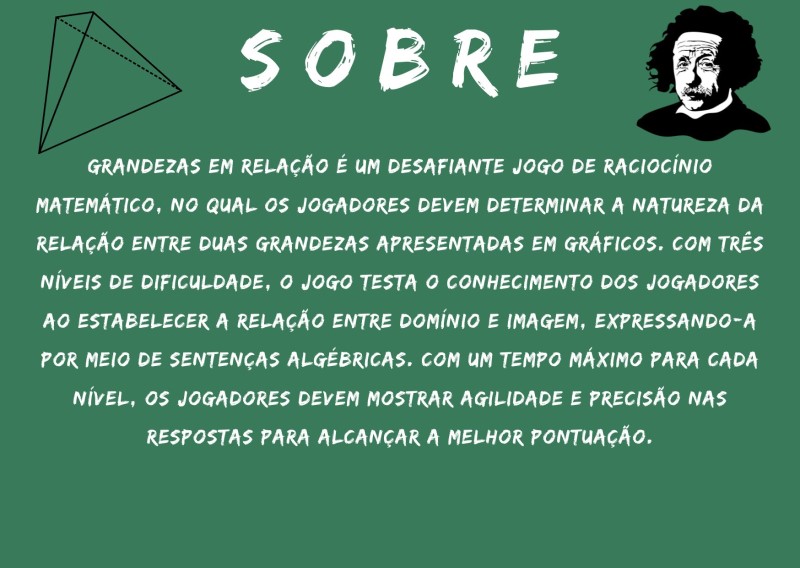 SOBRE
GRANDEZAS EM RELAÇÃO É UM DESAFIANTE JOGO DE RACIOCÍNIO
MATEMÁTICO, NO QUAL OS JOGADORES DEVEM DETERMINAR A NATUREZA DA
RELAÇÃO ENTRE DUAS GRANDEZAS APRESENTADAS EM GRÁFICOS. COM TRÊS
NÍVEIS DE DIFICULDADE, O JOGO TESTA O CONHECIMENTO DOS JOGADORES
AO ESTABELECER A RELAÇÃO ENTRE DOMÍNIO E IMAGEM, EXPRESSANDO-A
POR MEIO DE SENTENÇAS ALGÉBRICAS. COM UM TEMPO MÁXIMO PARA CADA
NÍVEL, OS JOGADORES DEVEM MOSTRAR AGILIDADE E PRECISÃO NAS
RESPOSTAS PARA ALCANÇAR A MELHOR PONTUAÇÃO.